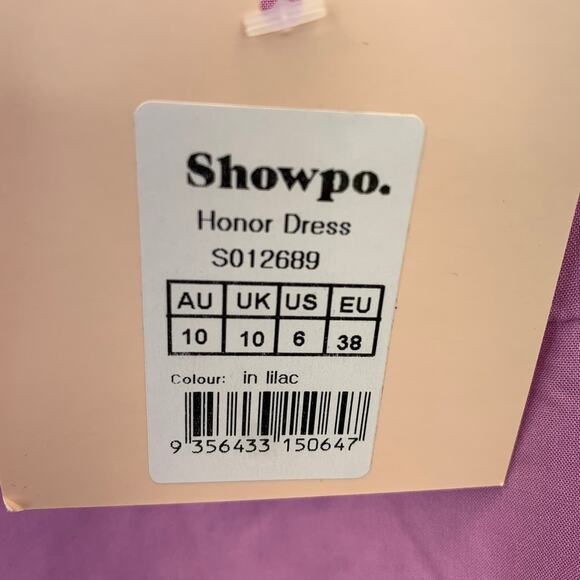 Showpo.
Honor Dress
S012689
AU UK US EU
10 10 6 38
Colour: in lilac
9 356433 150647